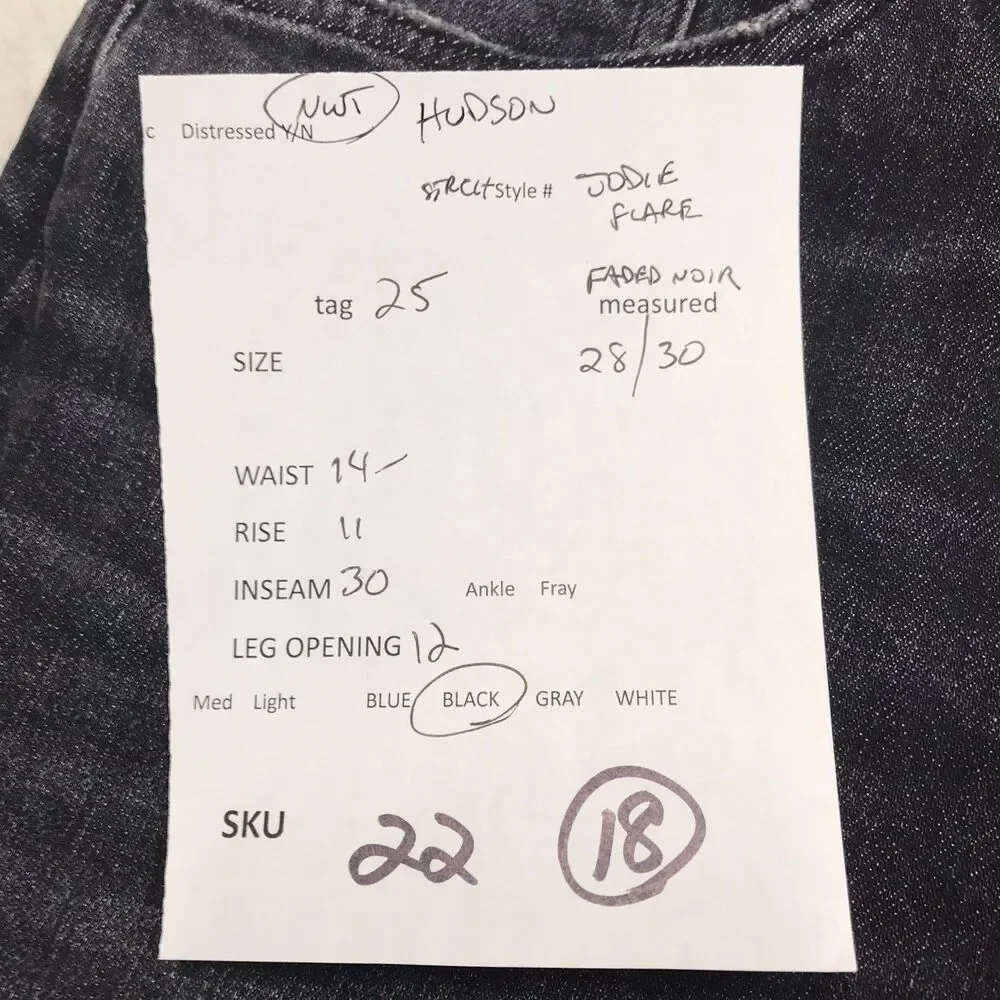 NWT HUDSON
c Distressed Y/N
Style # JODIE
FLARE
FADED NOIR
tag 25 measured
SIZE 28/30
WAIST 14-
RISE 11
INSEAM 30 Ankle Fray
LEG OPENING 12
Med Light BLUE BLACK GRAY WHITE
SKU 22 18